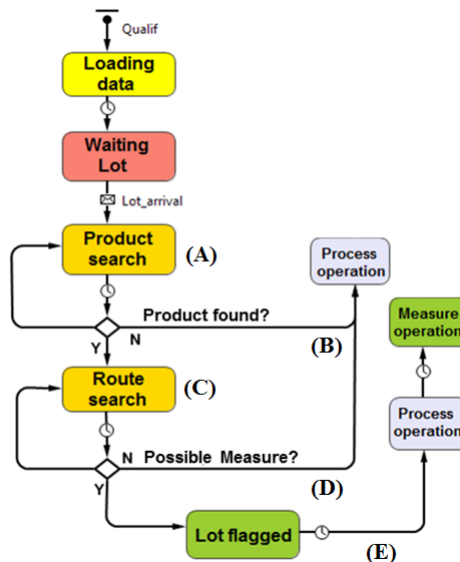 Qualif
Loading
data
Waiting
Lot
Lot_arrival
Product
search
(A)
Process
operation
Product found?
(B)
Y
N
Measure
operation
Route
search
(C)
Process
operation
N
Possible Measure?
Y
(D)
Lot flagged
(E)